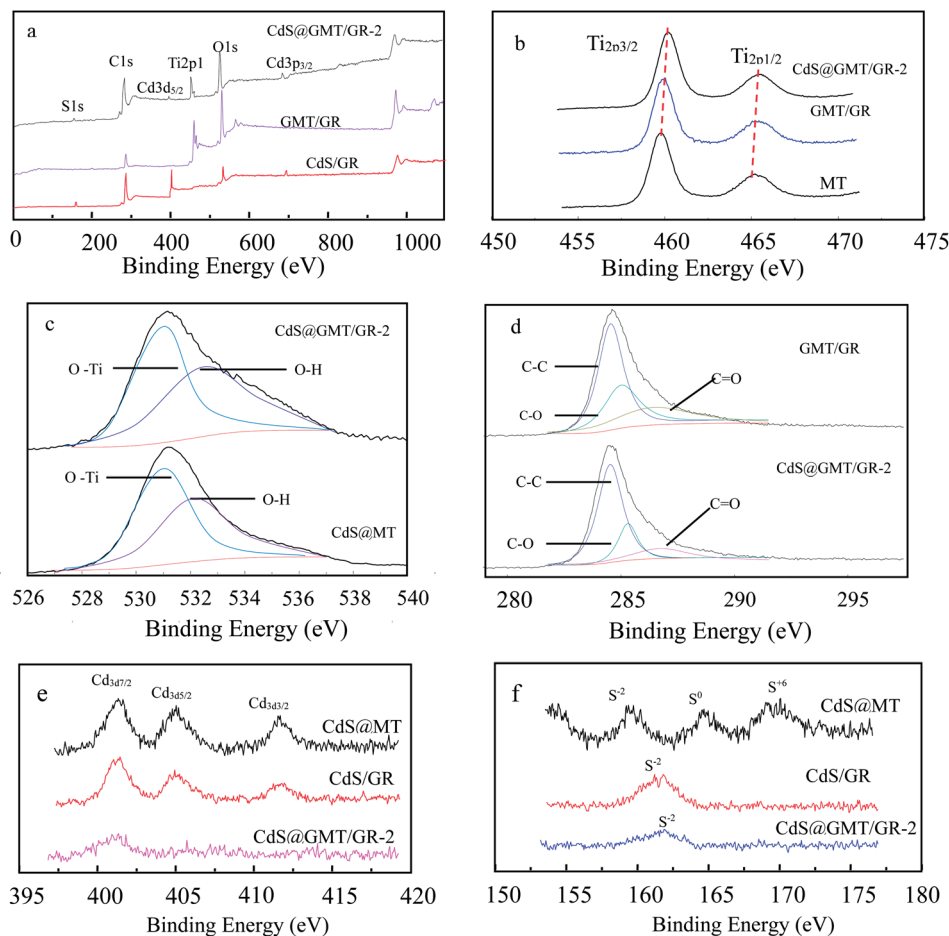 a
CdS@GMT/GR-2
O1s
C1s
Ti2p1
Cd3d5/2
Cd3p3/2
S1s
GMT/GR
CdS/GR
0 200 400 600 800 1000
Binding Energy (eV)
b
Ti2p3/2
Ti2p1/2
CdS@GMT/GR-2
GMT/GR
MT
450 455 460 465 471 475
Binding Energy (eV)
c
CdS@GMT/GR-2
O -Ti
O-H
O -Ti
O-H
CdS@MT
526 528 530 532 534 536 538 540
Binding Energy (eV)
d
GMT/GR
C-C
C=O
C-O
CdS@GMT/GR-2
C-C
C=O
C-O
280 286 291 295
Binding Energy (eV)
e
Cd3d7/2
Cd3d5/2
Cd3d3/2
CdS@MT
CdS/GR
CdS@GMT/GR-2
395 400 405 411 415 420
Binding Energy (eV)
f
S-2
S0
S+6
CdS@MT
S-2
CdS/GR
S-2
CdS@GMT/GR-2
150 157 162 165 170 175 180
Binding Energy (eV)